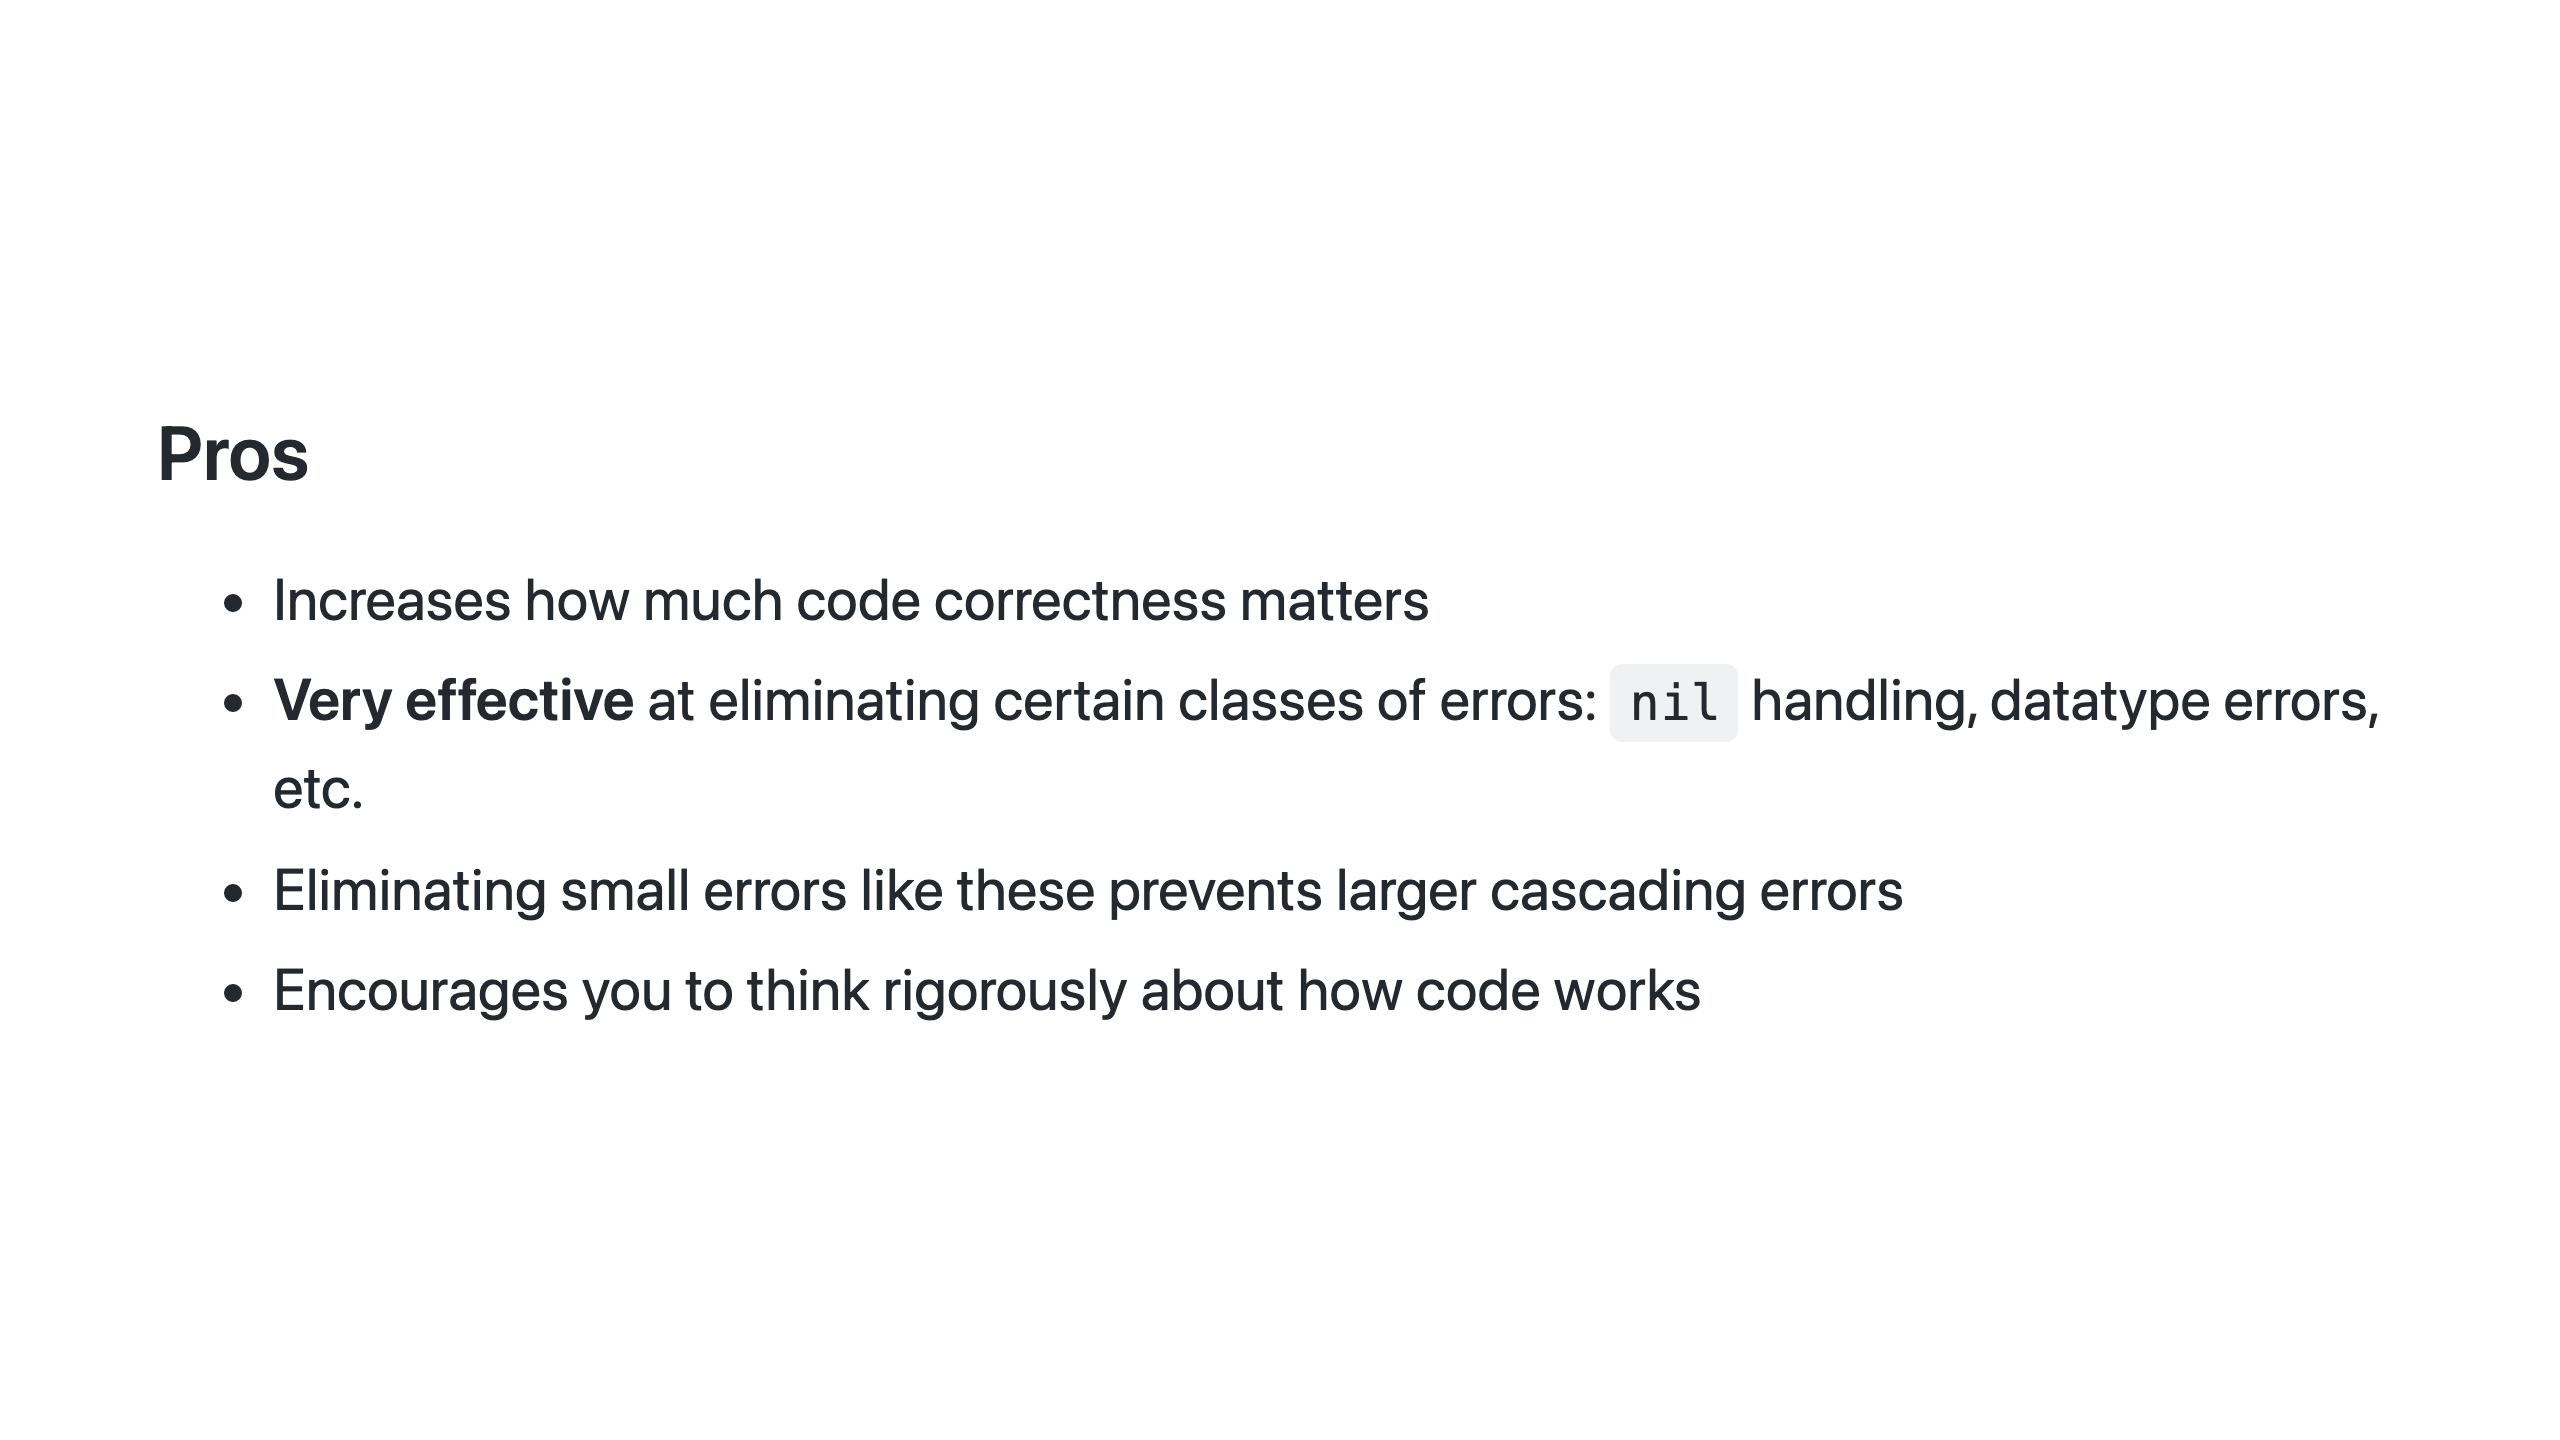 Pros
• Increases how much code correctness matters
• Very effective at eliminating certain classes of errors: nil handling, datatype errors,
etc.
• Eliminating small errors like these prevents larger cascading errors
• Encourages you to think rigorously about how code works